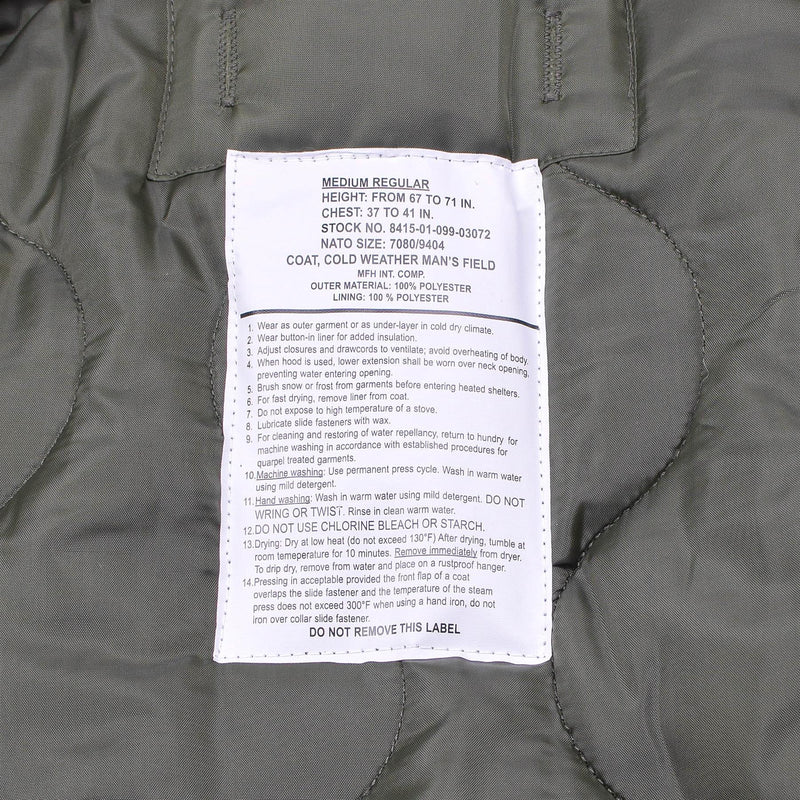 MEDIUM REGULAR
HEIGHT: FROM 67 TO 71 IN.
CHEST: 37 TO 41 IN.
STOCK NO. 8415-01-099-03072
NATO SIZE: 7080/9404
COAT, COLD WEATHER MAN'S FIELD
MFH INT. COMP.
OUTER MATERIAL: 100% POLYESTER
LINING: 100 % POLYESTER
1. Wear as outer garment or as under-layer in cold dry climate.
2. Wear button-in liner for added insulation.
3. Adjust closures and drawcords to ventilate; avoid overheating of body.
4. When hood is used, lower extension shall be worn over neck opening,
preventing water entering opening.
5. Brush snow or frost from garments before entering heated shelters.
6. For fast drying, remove liner from coat.
7. Do not expose to high temperature of a stove.
8. Lubricate slide fasteners with wax.
9. For cleaning and restoring of water repellancy, return to hundry for
machine washing in accordance with established procedures for
quarpel treated garments.
10. Machine washing: Use permanent press cycle. Wash in warm water
using mild detergent.
11. Hand washing: Wash in warm water using mild detergent. DO NOT
WRING OR TWIST. Rinse in clean warm water.
12. DO NOT USE CHLORINE BLEACH OR STARCH.
13. Drying: Dry at low heat (do not exceed 130°F) After drying, tumble at
room temperature for 10 minutes. Remove immediately from dryer.
To drip dry, remove from water and place on a rustproof hanger.
14. Pressing in acceptable provided the front flap of a coat
overlaps the slide fastener and the temperature of the steam
press does not exceed 300°F when using a hand iron, do not
iron over collar slide fastener.
DO NOT REMOVE THIS LABEL